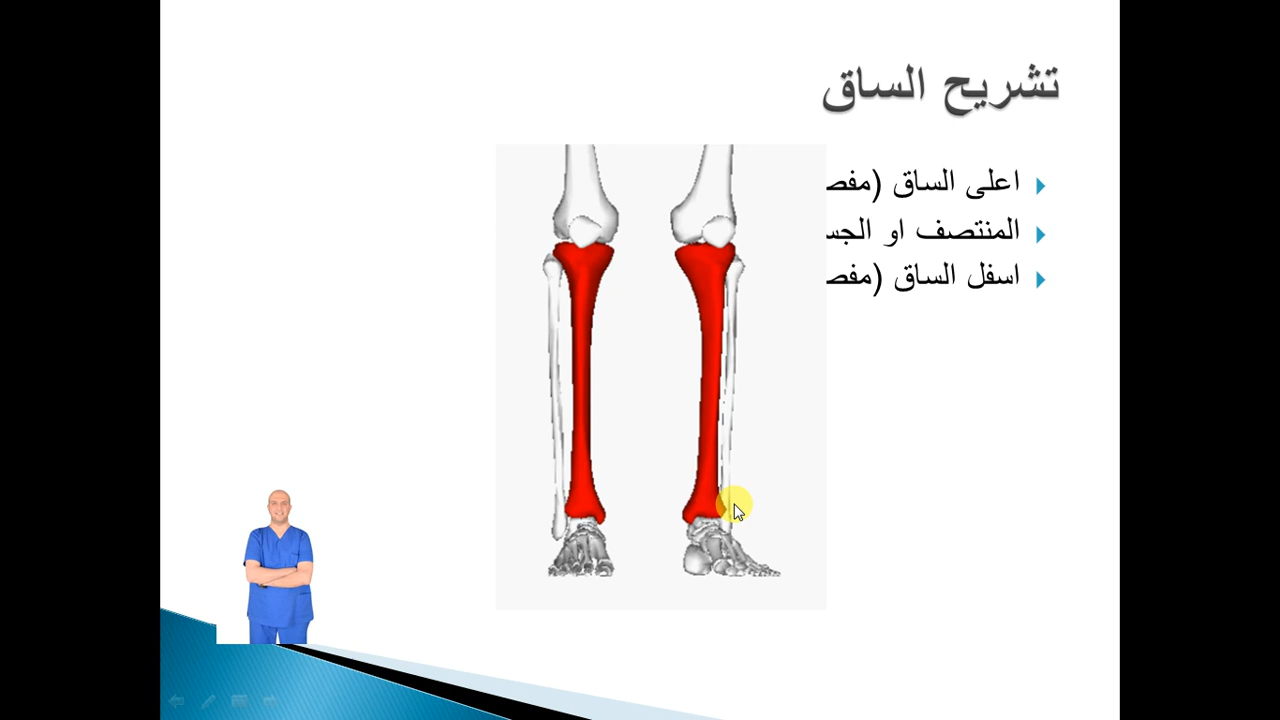 تشريح الساق
اعلى الساق (مفص
المنتصف او الجس
اسفل الساق (مفص